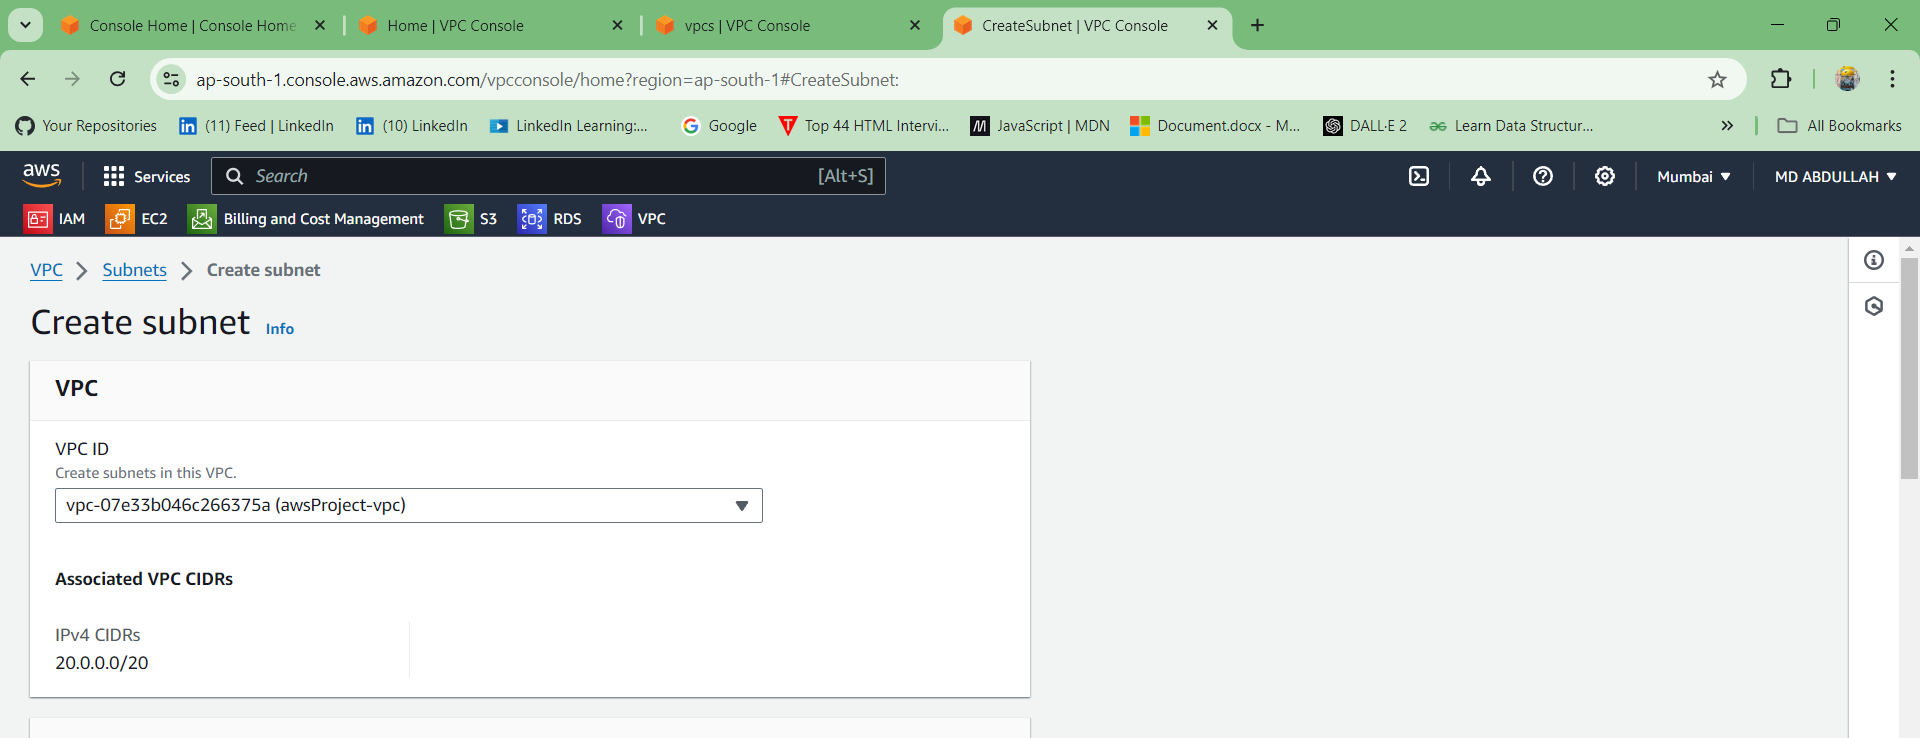 Console Home | Console Home
Home | VPC Console
vpcs | VPC Console
CreateSubnet | VPC Console
ap-south-1.console.aws.amazon.com/vpcconsole/home?region=ap-south-1#CreateSubnet:
Your Repositories
(11) Feed | LinkedIn
(10) LinkedIn
LinkedIn Learning:...
Google
Top 44 HTML Intervi...
JavaScript | MDN
Document.docx - M...
DALL·E 2
Learn Data Structur...
All Bookmarks
aws
Services
Search
[Alt+S]
Mumbai
MD ABDULLAH
IAM
EC2
Billing and Cost Management
S3
RDS
VPC
VPC
Subnets
Create subnet
Create subnet Info
VPC
VPC ID
Create subnets in this VPC.
vpc-07e33b046c266375a (awsProject-vpc)
Associated VPC CIDRs
IPv4 CIDRs
20.0.0.0/20